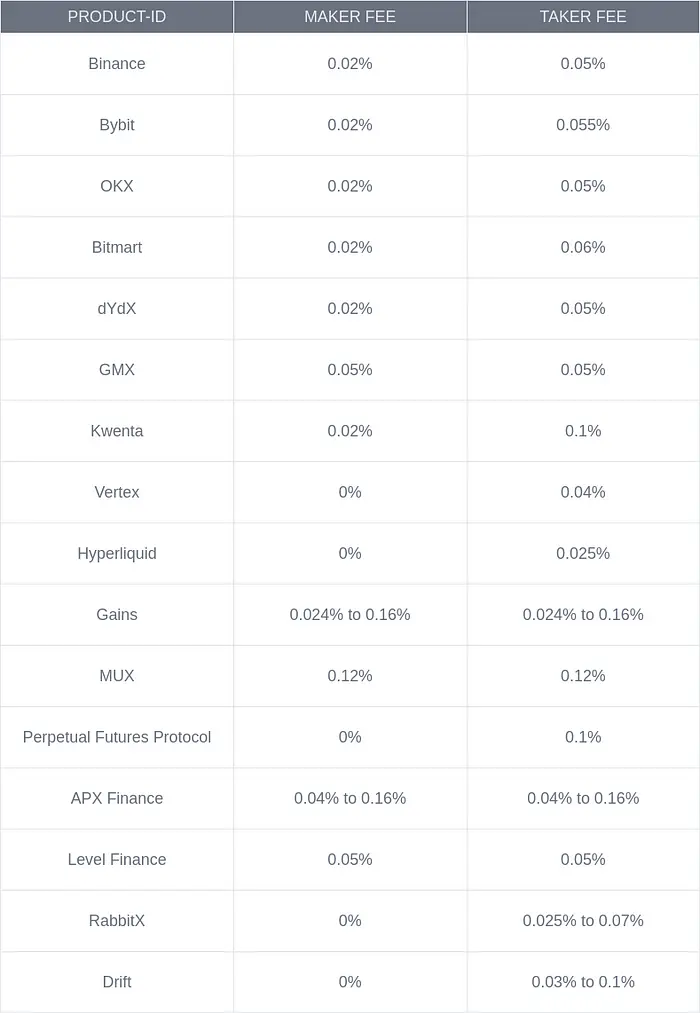 PRODUCT-ID MAKER FEE TAKER FEE
Binance 0.02% 0.05%
Bybit 0.02% 0.055%
OKX 0.02% 0.05%
Bitmart 0.02% 0.06%
dYdX 0.02% 0.05%
GMX 0.05% 0.05%
Kwenta 0.02% 0.1%
Vertex 0% 0.04%
Hyperliquid 0% 0.025%
Gains 0.024% to 0.16% 0.024% to 0.16%
MUX 0.12% 0.12%
Perpetual Futures Protocol 0% 0.1%
APX Finance 0.04% to 0.16% 0.04% to 0.16%
Level Finance 0.05% 0.05%
RabbitX 0% 0.025% to 0.07%
Drift 0% 0.03% to 0.1%